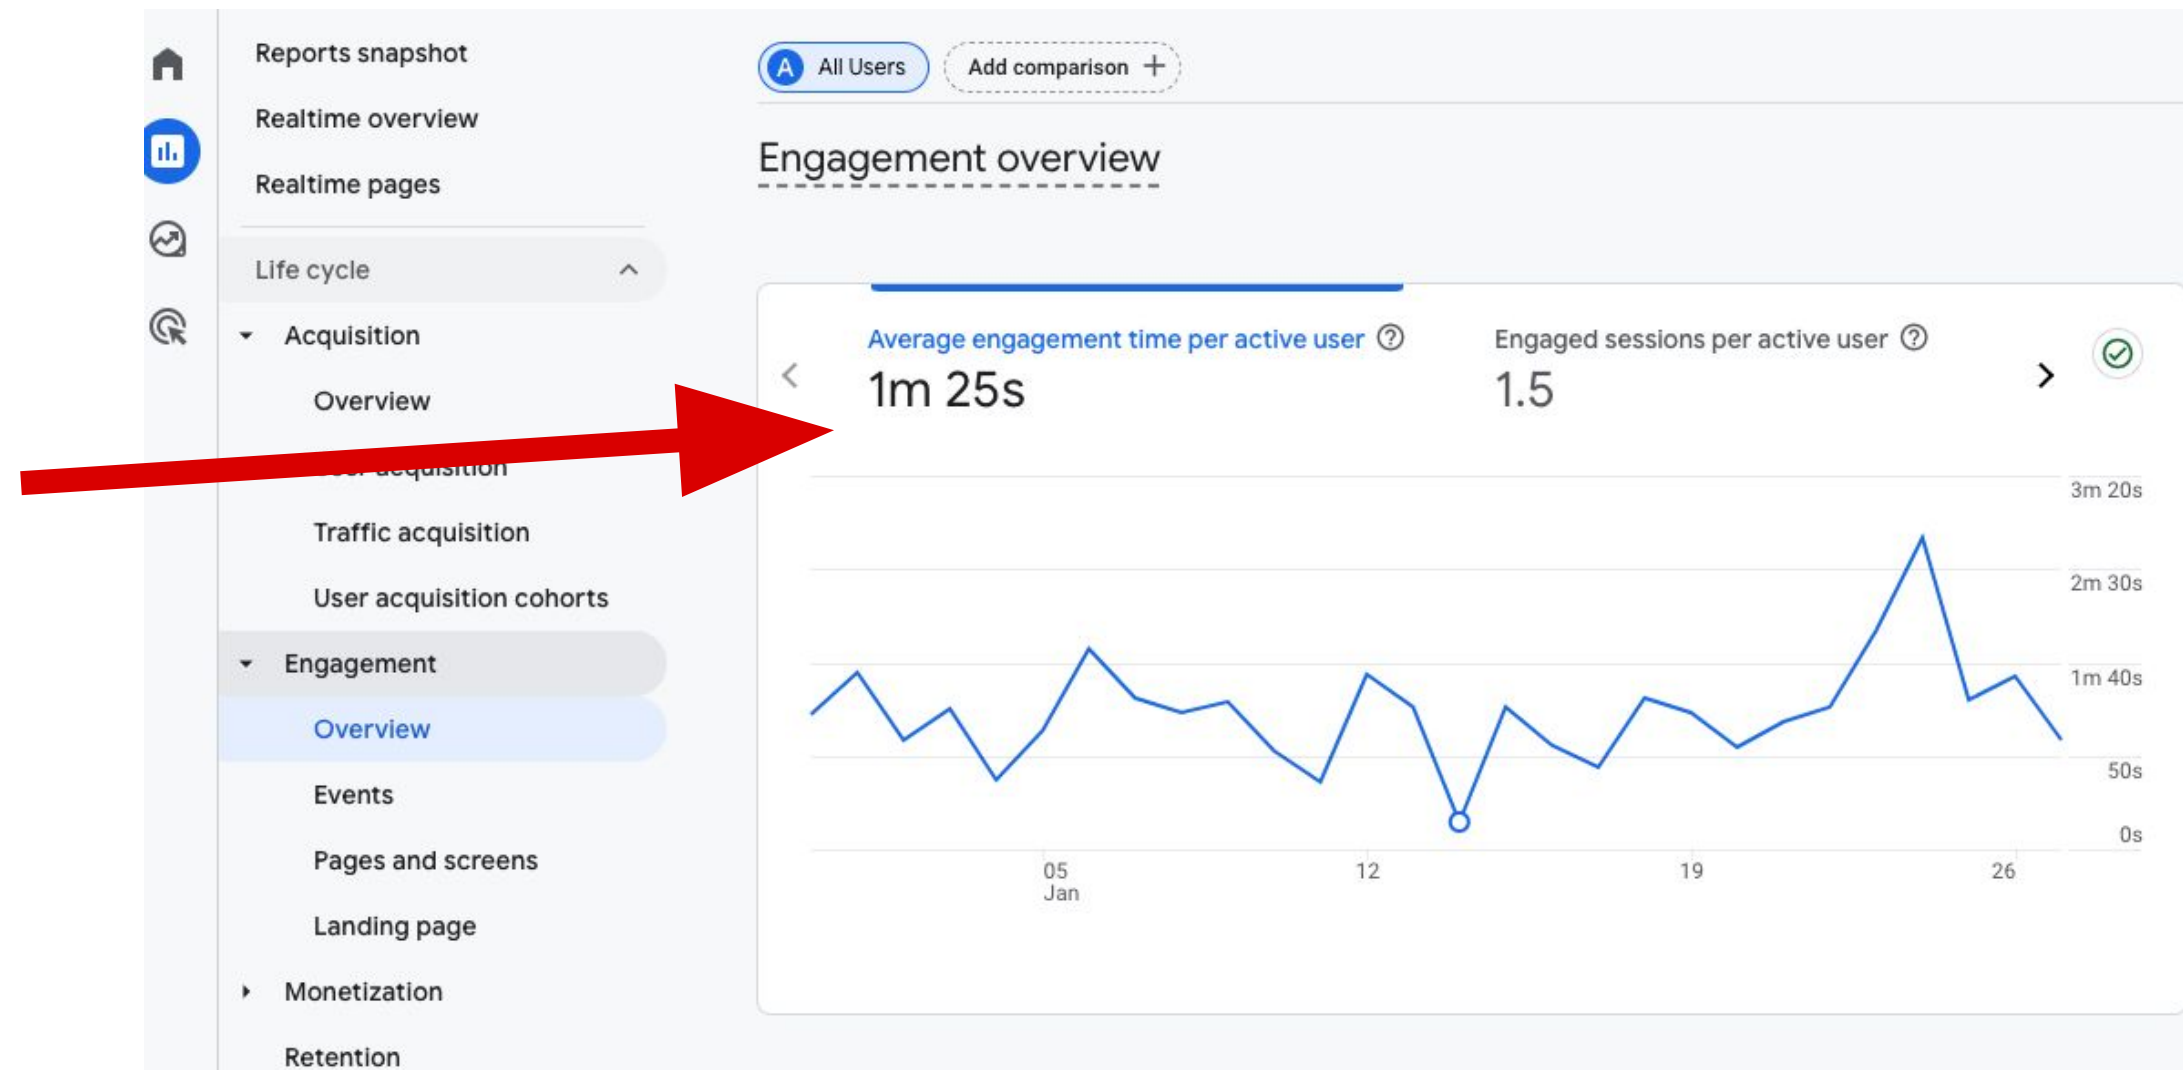 Reports snapshot
Realtime overview
Realtime pages
Life cycle
Acquisition
Overview
acquisition
Traffic acquisition
User acquisition cohorts
Engagement
Overview
Events
Pages and screens
Landing page
Monetization
Retention
A All Users
Add comparison +
Engagement overview
Average engagement time per active user ?
1m 25s
Engaged sessions per active user ?
1.5
3m 20s
2m 30s
1m 40s
50s
0s
05 12 19 26
Jan